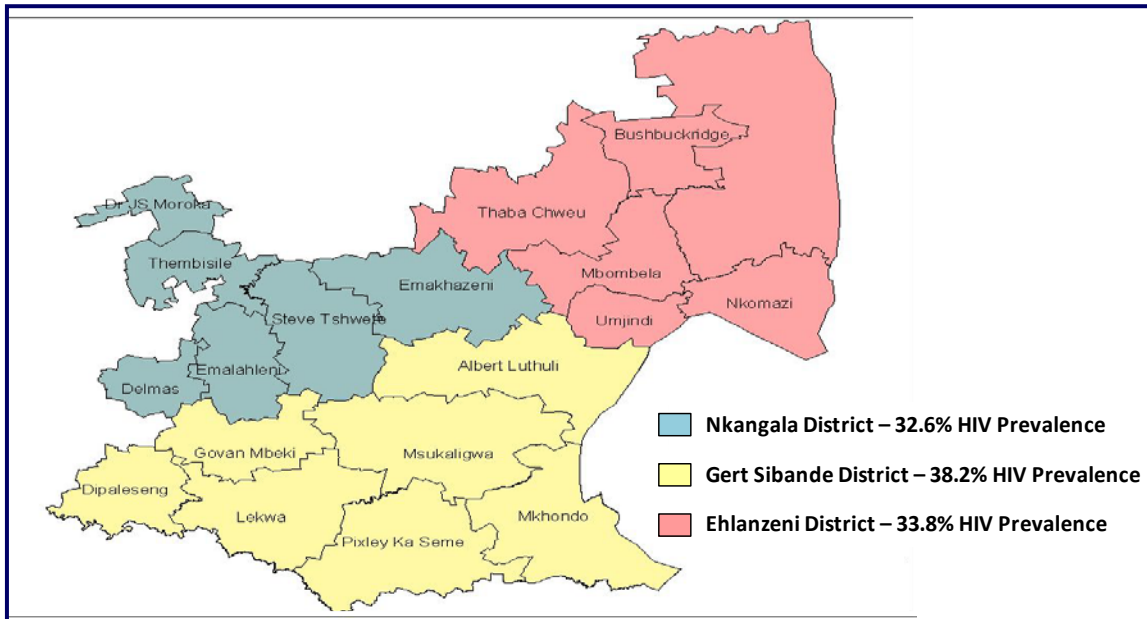 Bushbuckridge
Dr JS Moroka
Thaba Chweu
Thembisile
Mbombela
Emakhazeni
Nkomazi
Steve Tshwete
Umjindi
Albert Luthuli
Emalahleni
Delmas
Nkangala District – 32.6% HIV Prevalence
Govan Mbeki
Msukaligwa
Gert Sibande District – 38.2% HIV Prevalence
Dipaleseng
Lekwa
Mkhondo
Ehlanzeni District – 33.8% HIV Prevalence
Pixley Ka Seme